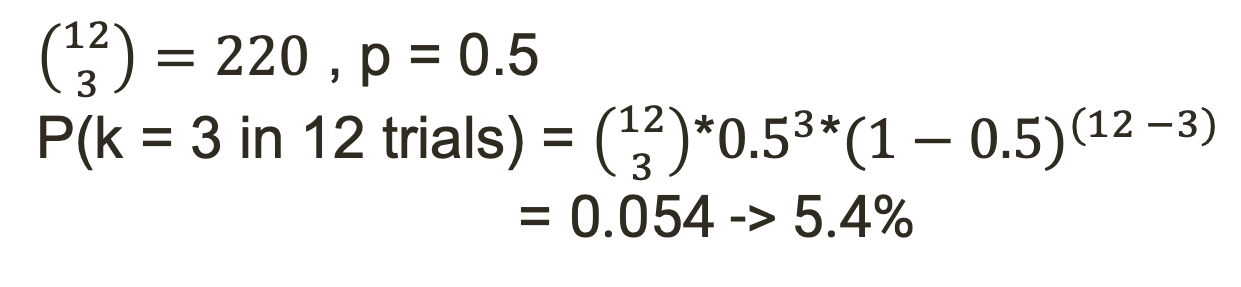 (12 3) = 220 , p = 0.5
P(k = 3 in 12 trials) = (12 3)*0.5³*(1 − 0.5)⁽¹² ⁻³⁾
= 0.054 -> 5.4%